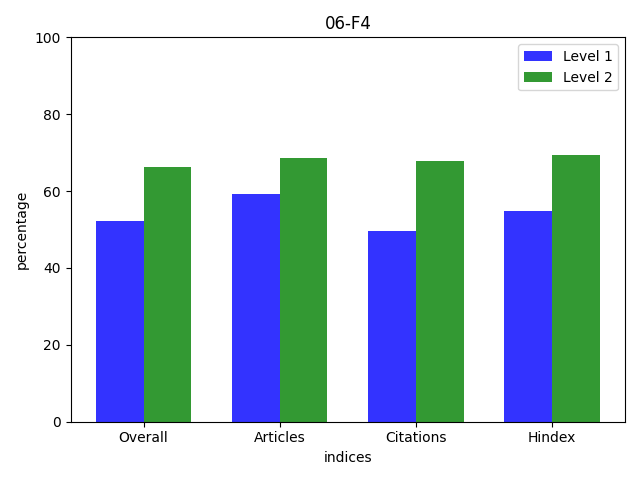 06-F4
Level 1
Level 2
percentage
100
80
60
40
20
0
Overall
Articles
Citations
Hindex
indices